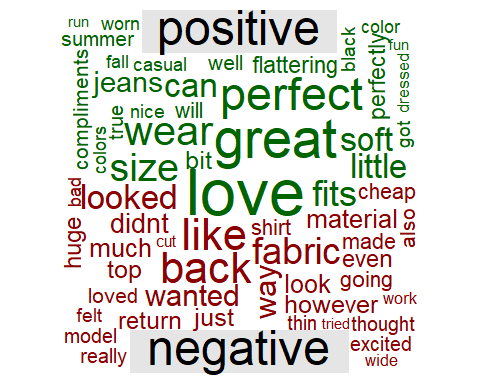 positive
run worn color
summer black fun
fall casual well flattering perfectly dressed
compliments jeans can perfect
true nice will got
colors wear great soft
size bit little
love fits
bad looked cheap
huge didnt like shirt material also
much cut fabric made
top back way look even
loved wanted going
felt return just however work
model thin tried thought
really excited
negative wide